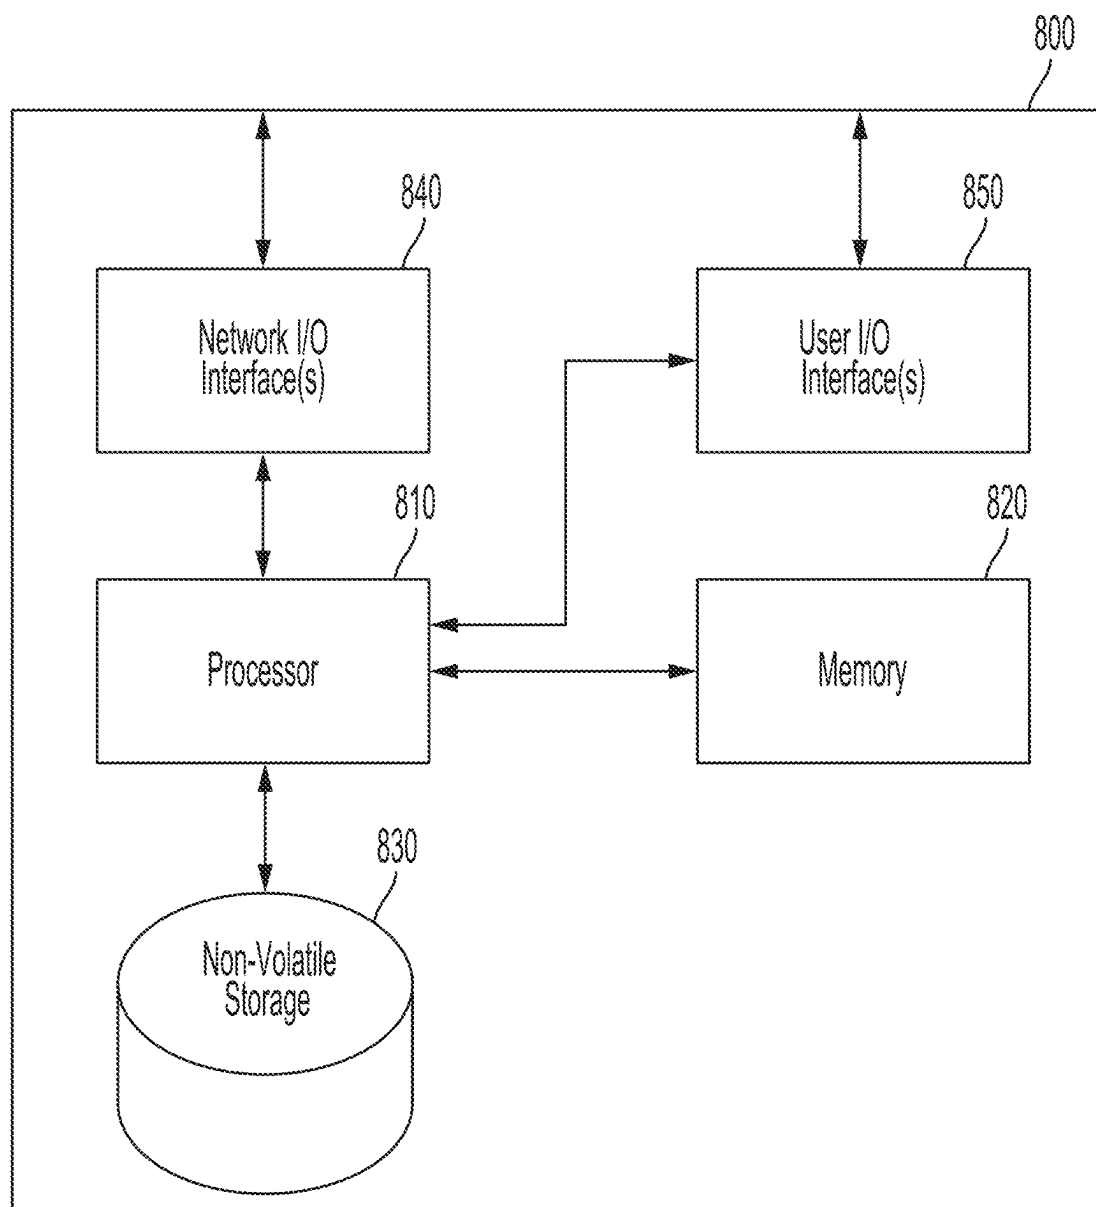 800
840
850
Network I/O
Interface(s)
User I/O
Interface(s)
810
820
Processor
Memory
830
Non-Volatile
Storage